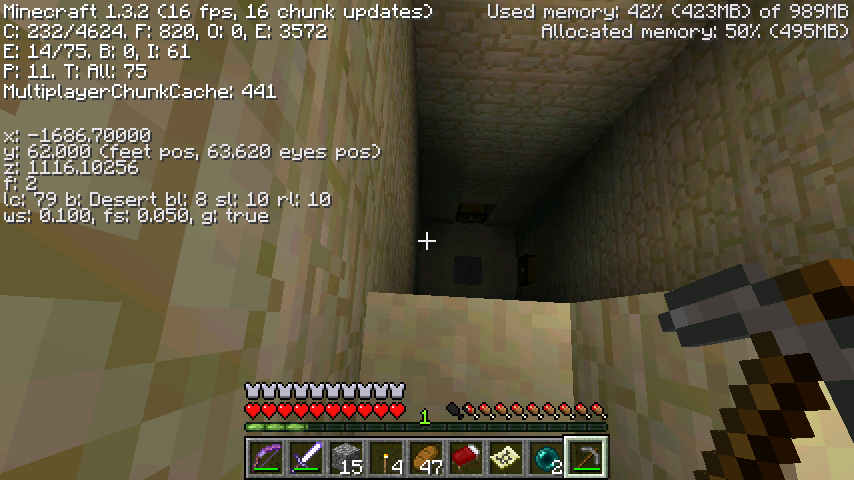 Minecraft 1.3.2 (16 fps, 16 chunk updates)
C: 232/4624, F: 820, O: 0, E: 3572
E: 14/75, B: 0, I: 61
P: 11, T: All: 75
MultiplayerChunkCache: 441
x: -1686.70000
y: 62.000 (feet pos, 63.620 eyes pos)
z: 1116.10256
f: 2
lc: 79 b: Desert bl: 8 sl: 10 rl: 10
ws: 0.100, fs: 0.050, g: true
Used memory: 42% (423MB) of 989MB
Allocated memory: 50% (495MB)
1
15 4 47 2